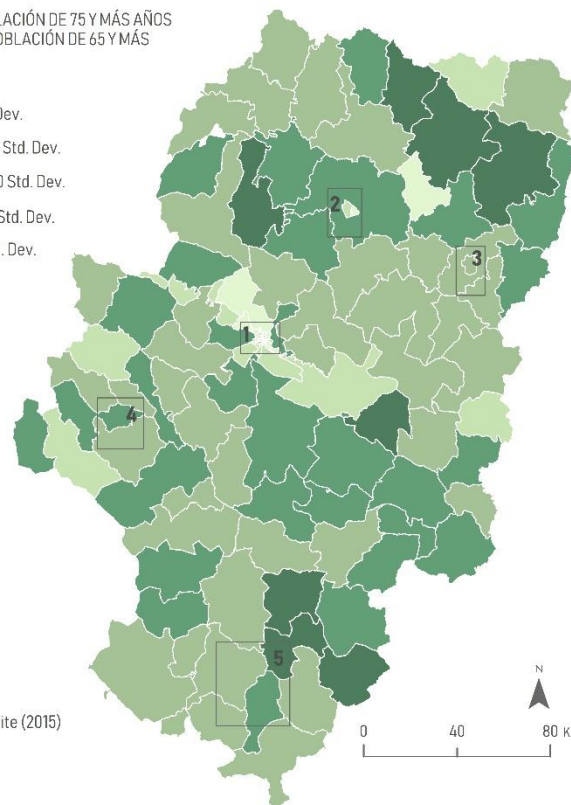 LACIÓN DE 75 Y MÁS AÑOS
OBLACIÓN DE 65 Y MÁS
Dev.
Std. Dev.
0 Std. Dev.
Std. Dev.
. Dev.
2
3
1
4
5
ite (2015)
N
0 40 80 K